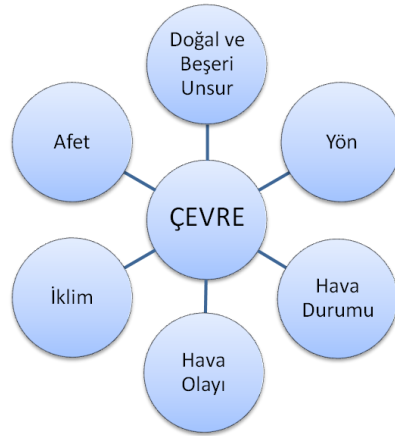 Doğal ve
Beşeri
Unsur
Afet
Yön
ÇEVRE
İklim
Hava
Durumu
Hava
Olayı